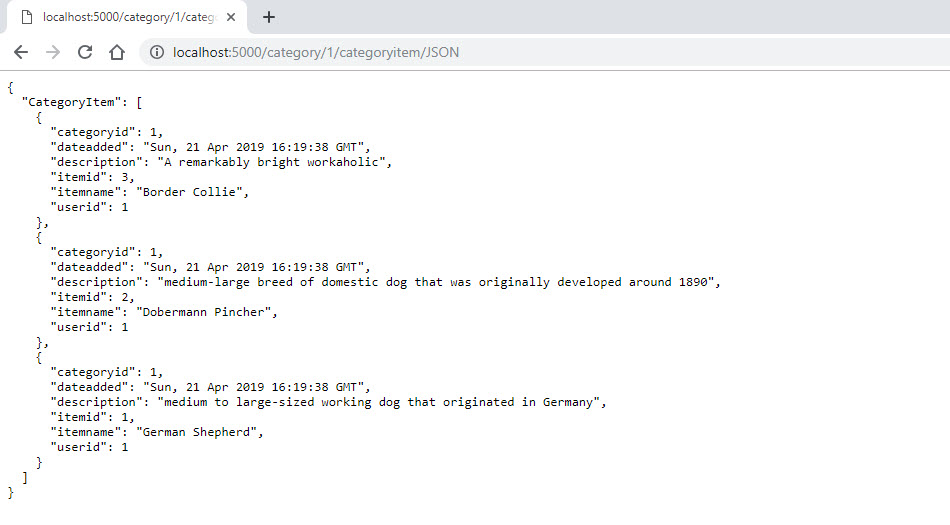 localhost:5000/category/1/categ
localhost:5000/category/1/categoryitem/JSON
{
  "CategoryItem": [
    {
      "categoryid": 1,
      "dateadded": "Sun, 21 Apr 2019 16:19:38 GMT",
      "description": "A remarkably bright workaholic",
      "itemid": 3,
      "itemname": "Border Collie",
      "userid": 1
    },
    {
      "categoryid": 1,
      "dateadded": "Sun, 21 Apr 2019 16:19:38 GMT",
      "description": "medium-large breed of domestic dog that was originally developed around 1890",
      "itemid": 2,
      "itemname": "Dobermann Pincher",
      "userid": 1
    },
    {
      "categoryid": 1,
      "dateadded": "Sun, 21 Apr 2019 16:19:38 GMT",
      "description": "medium to large-sized working dog that originated in Germany",
      "itemid": 1,
      "itemname": "German Shepherd",
      "userid": 1
    }
  ]
}